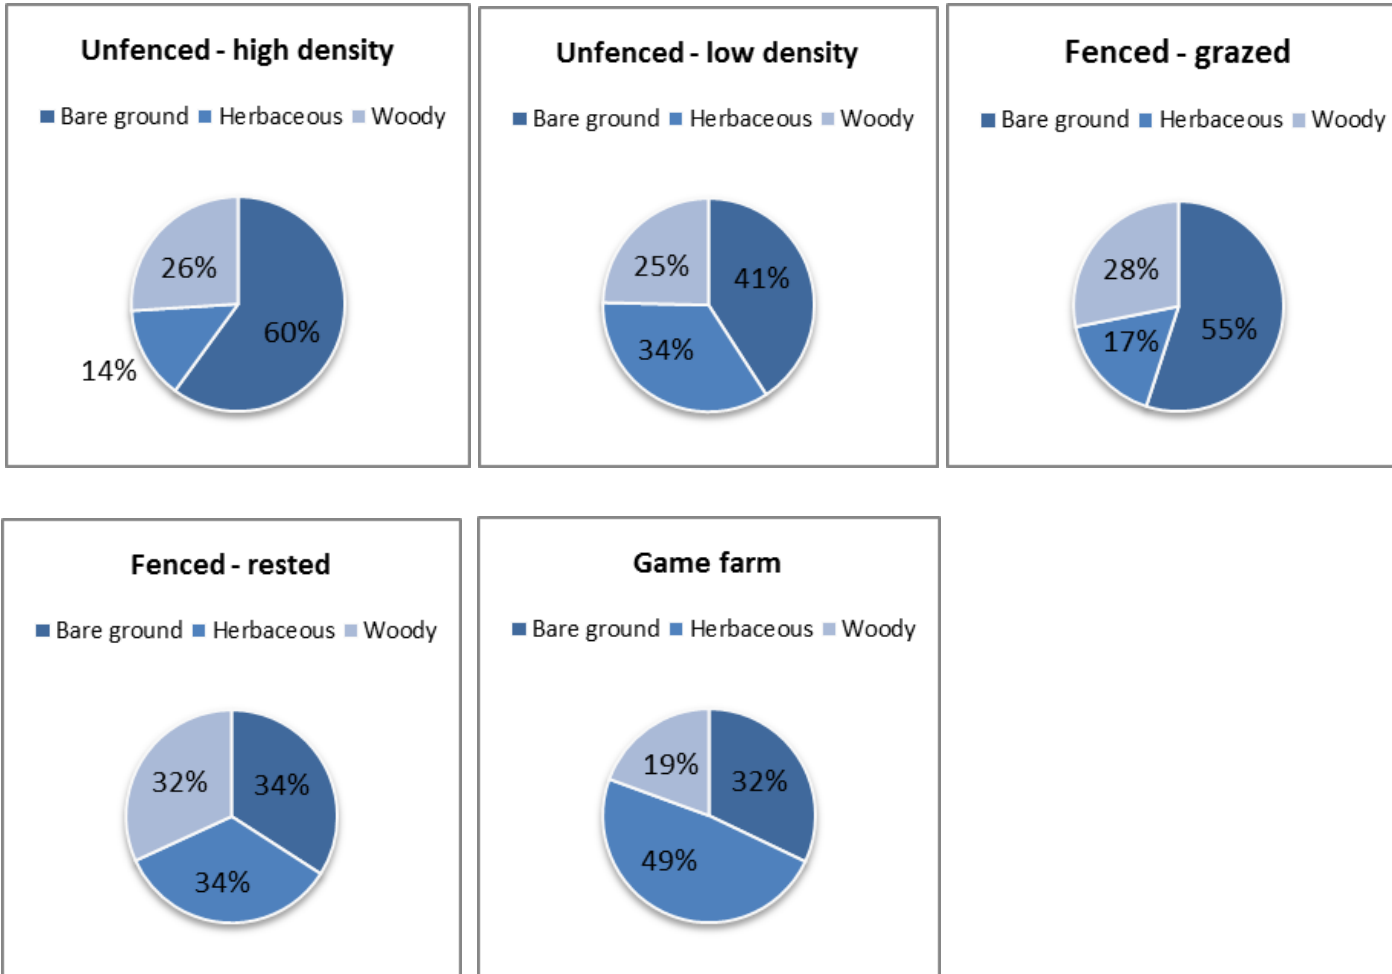 Unfenced - high density
Bare ground Herbaceous Woody
26%
60%
14%
Unfenced - low density
Bare ground Herbaceous Woody
25%
41%
34%
Fenced - grazed
Bare ground Herbaceous Woody
28%
17%
55%
Fenced - rested
Bare ground Herbaceous Woody
32%
34%
34%
Game farm
Bare ground Herbaceous Woody
19%
32%
49%